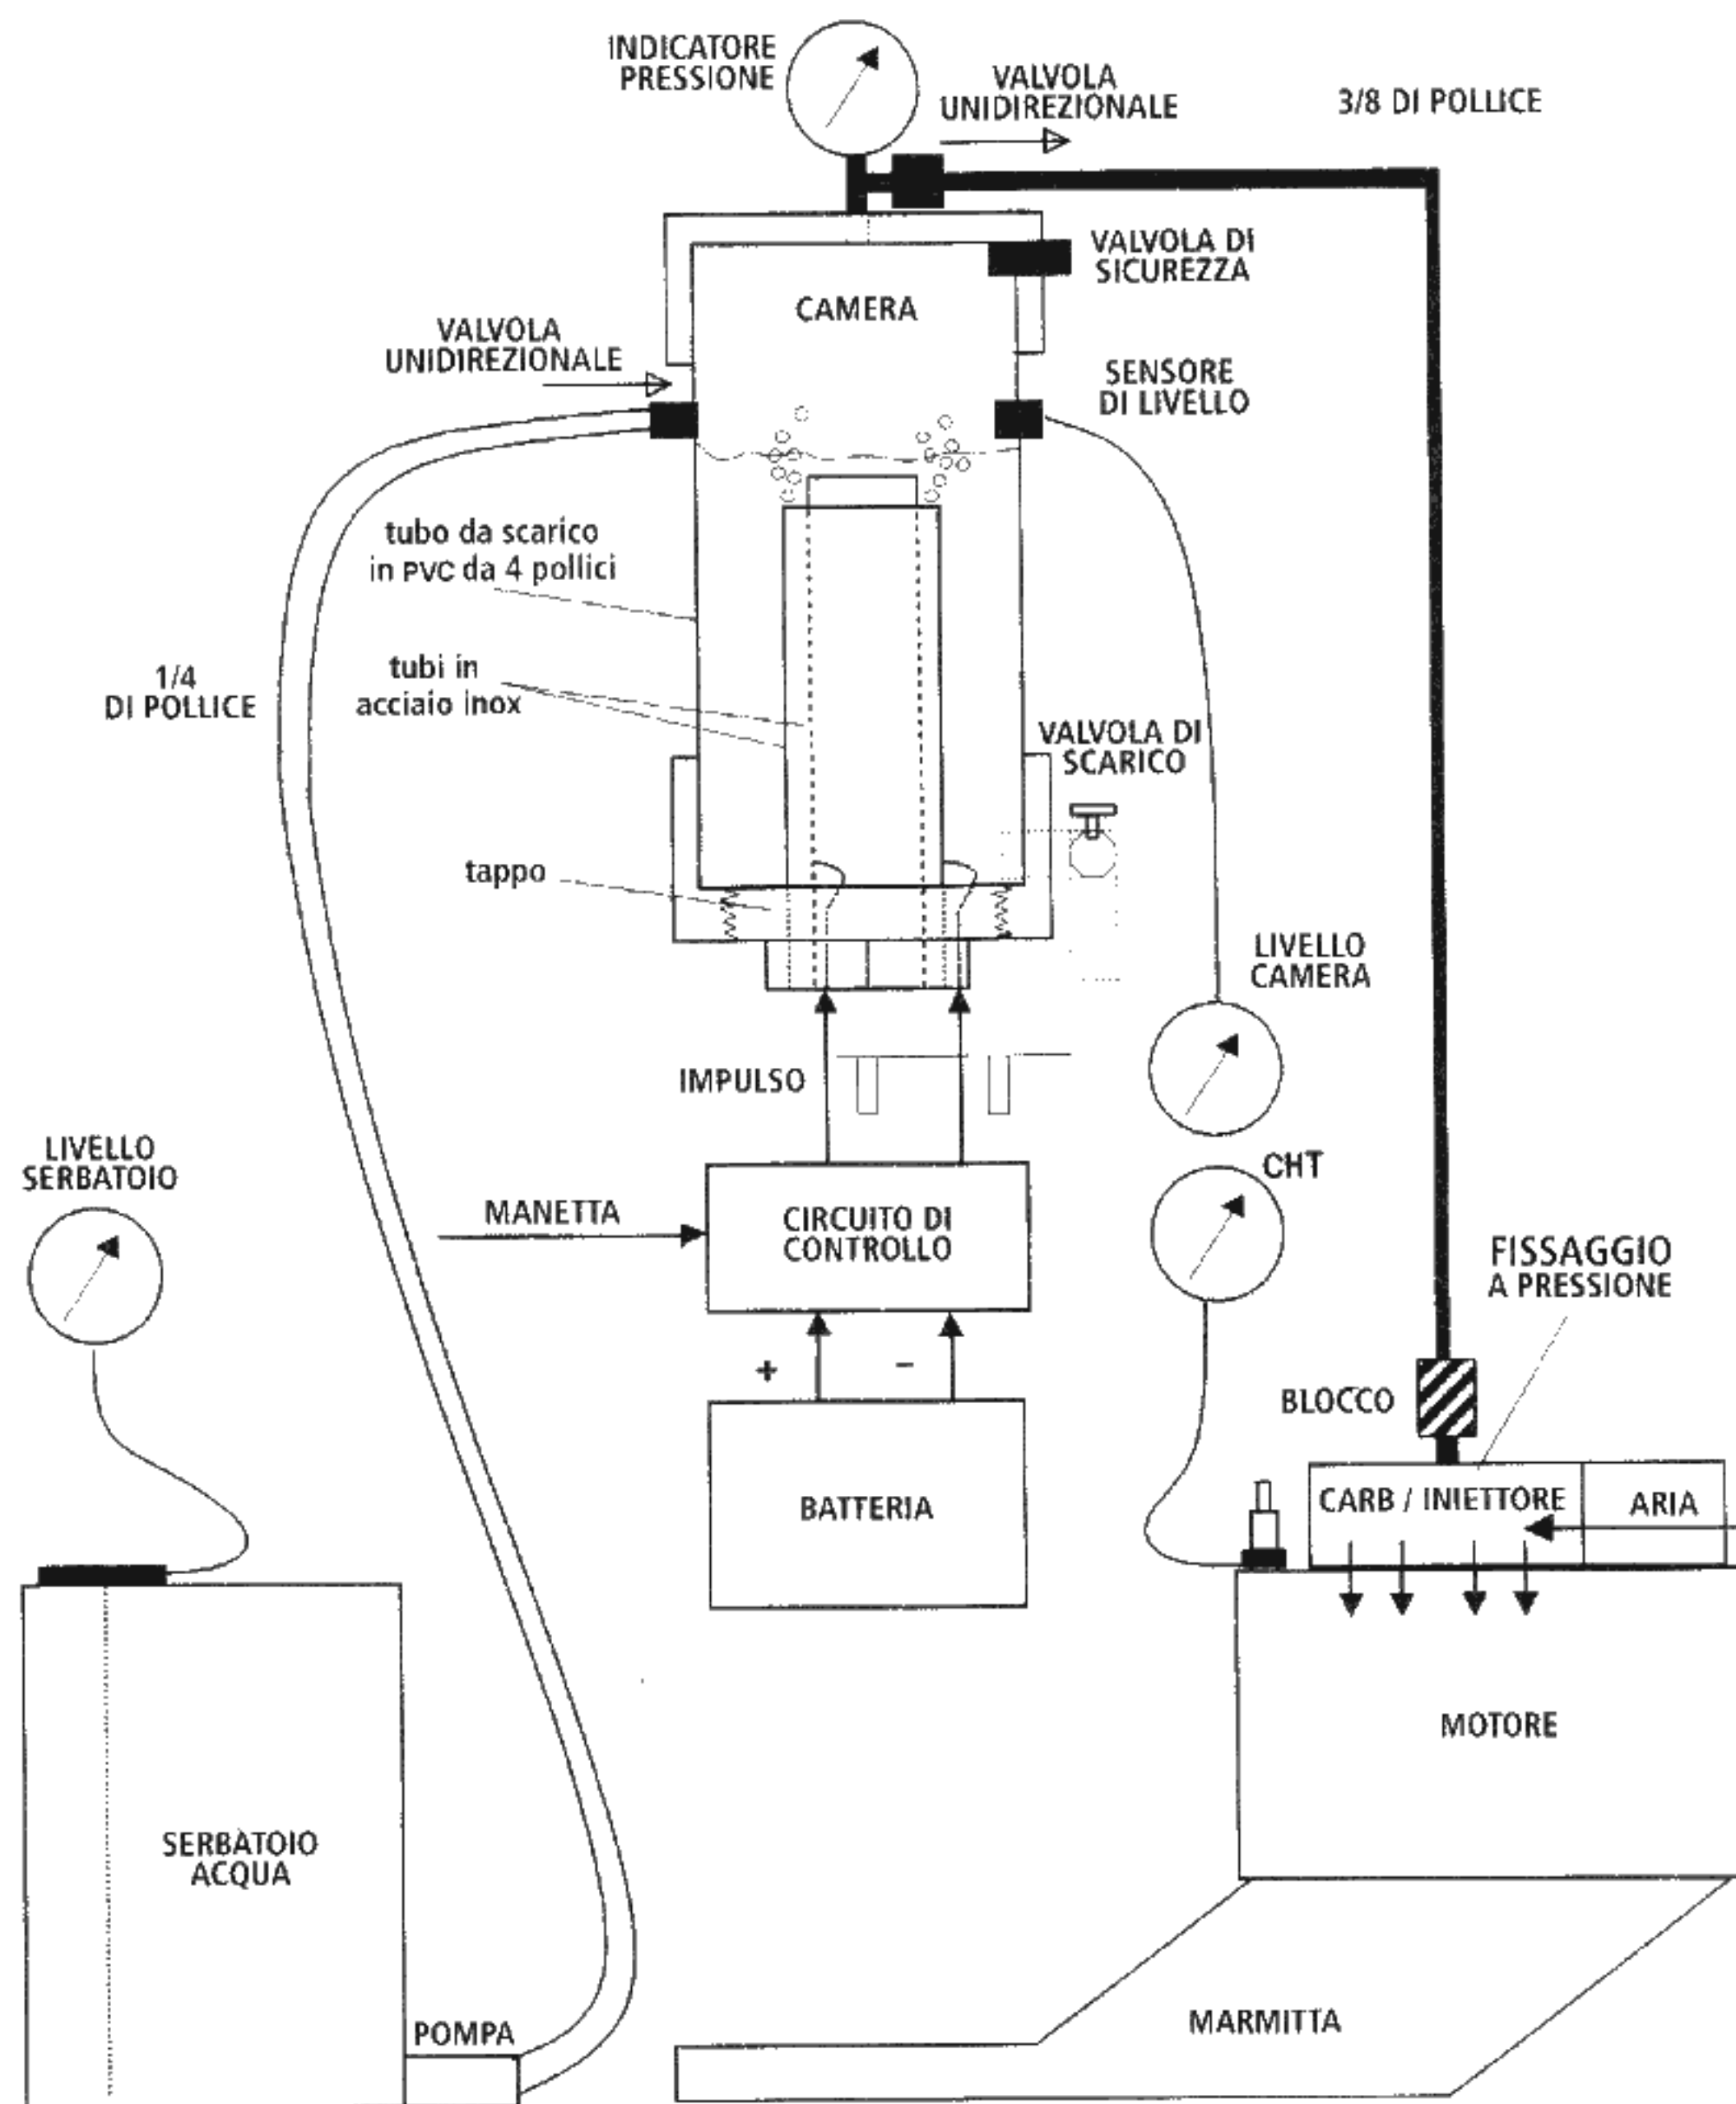 INDICATORE
PRESSIONE
VALVOLA
UNIDIREZIONALE
3/8 DI POLLICE
VALVOLA DI
SICUREZZA
CAMERA
VALVOLA
UNIDIREZIONALE
SENSORE
DI LIVELLO
tubo da scarico
in PVC da 4 pollici
1/4
DI POLLICE
tubi in
acciaio inox
VALVOLA DI
SCARICO
tappo
LIVELLO
CAMERA
IMPULSO
LIVELLO
SERBATOIO
CHT
MANETTA
CIRCUITO DI
CONTROLLO
FISSAGGIO
A PRESSIONE
+ −
BLOCCO
BATTERIA
CARB / INIETTORE
ARIA
MOTORE
SERBATOIO
ACQUA
POMPA
MARMITTA